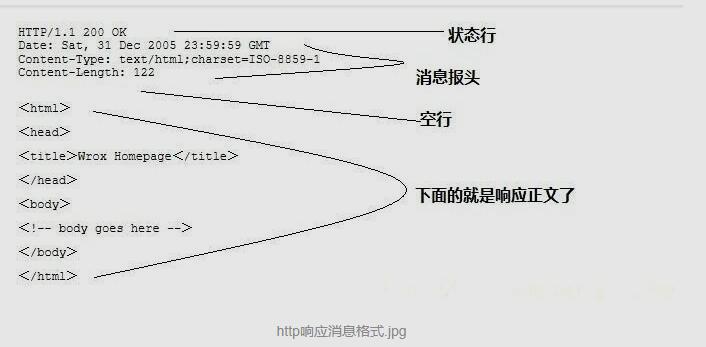 HTTP/1.1 200 OK
状态行
Date: Sat, 31 Dec 2005 23:59:59 GMT
Content-Type: text/html;charset=ISO-8859-1
Content-Length: 122
消息报头
空行
<html>
<head>
<title>Wrox Homepage</title>
</head>
<body>
下面的就是响应正文了
<!-- body goes here -->
</body>
</html>
http响应消息格式.jpg